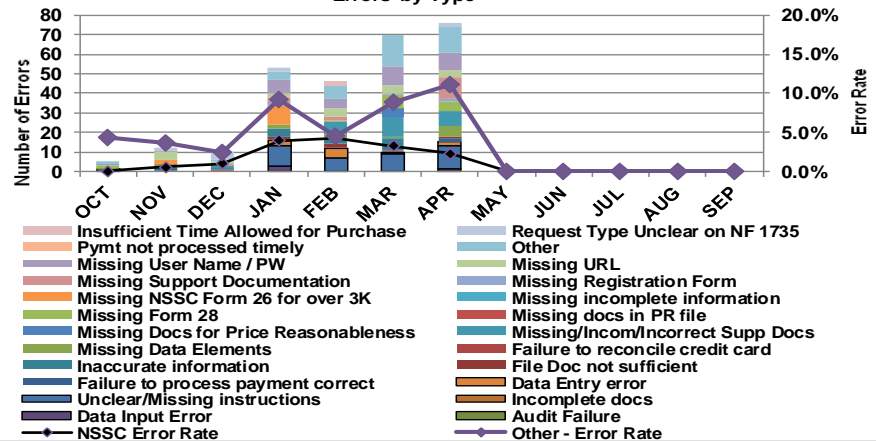 Errors by Type
80 20.0%
70
60 15.0%
50
40 10.0%
30
20 5.0%
10
0 0.0%
Number of Errors
Error Rate
OCT NOV DEC JAN FEB MAR APR MAY JUN JUL AUG SEP
Insufficient Time Allowed for Purchase Request Type Unclear on NF 1735
Pymt not processed timely Other
Missing User Name / PW Missing URL
Missing Support Documentation Missing Registration Form
Missing NSSC Form 26 for over 3K Missing incomplete information
Missing Form 28 Missing docs in PR file
Missing Docs for Price Reasonableness Missing/Incom/Incorrect Supp Docs
Missing Data Elements Failure to reconcile credit card
Inaccurate information File Doc not sufficient
Failure to process payment correct Data Entry error
Unclear/Missing instructions Incomplete docs
Data Input Error Audit Failure
NSSC Error Rate Other - Error Rate